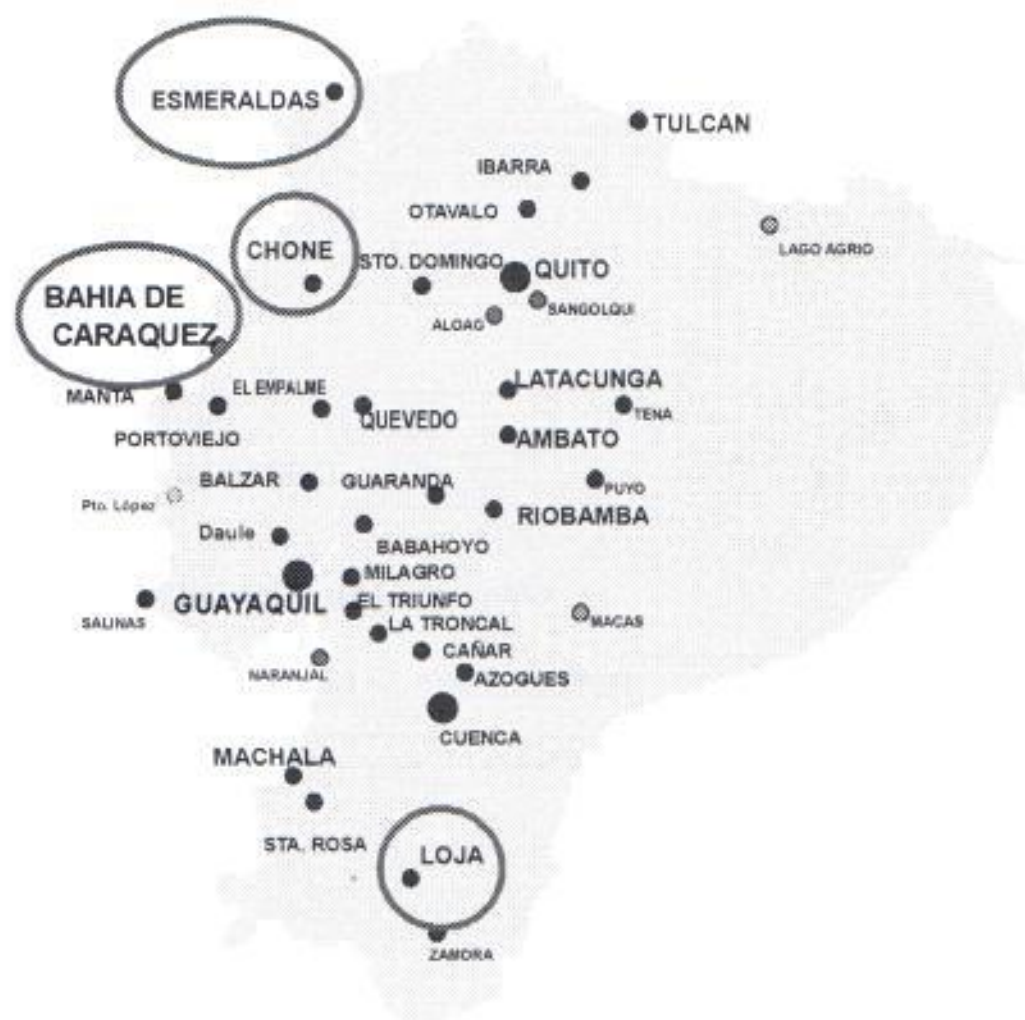 ESMERALDAS
TULCAN
IBARRA
OTAVALO
LAGO AGRIO
CHONE
STO. DOMINGO
QUITO
SANGOLQUI
ALOAG
BAHIA DE
CARAQUEZ
MANTA
EL EMPALME
LATACUNGA
TENA
QUEVEDO
PORTOVIEJO
AMBATO
BALZAR
GUARANDA
PUYO
Pto. López
RIOBAMBA
Daule
BABAHOYO
MILAGRO
GUAYAQUIL
EL TRIUNFO
SALINAS
LA TRONCAL
MACAS
CAÑAR
NARANJAL
AZOGUES
CUENCA
MACHALA
STA. ROSA
LOJA
ZAMORA